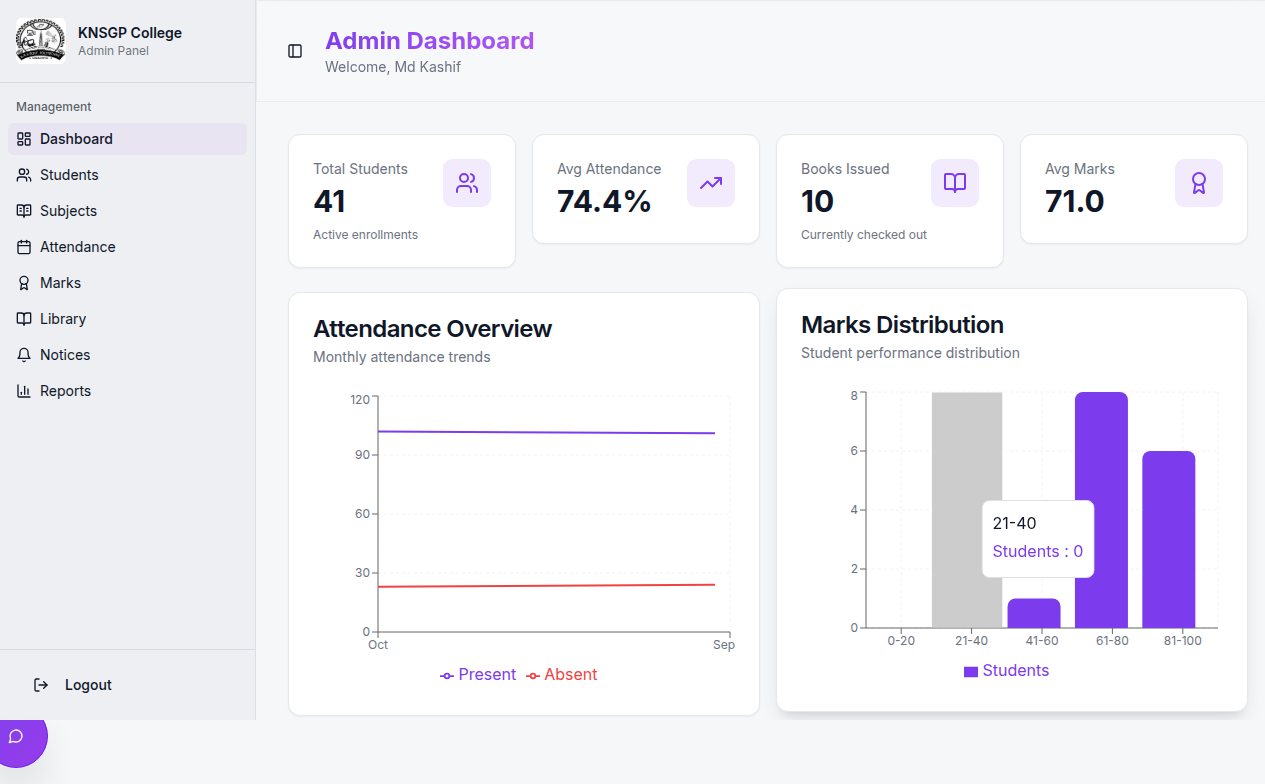 KNSGP College
Admin Panel
Management
Dashboard
Students
Subjects
Attendance
Marks
Library
Notices
Reports
Logout
Admin Dashboard
Welcome, Md Kashif
Total Students
41
Active enrollments
Avg Attendance
74.4%
Books Issued
10
Currently checked out
Avg Marks
71.0
Attendance Overview
Monthly attendance trends
120
90
60
30
0
Oct Sep
Present Absent
Marks Distribution
Student performance distribution
8
6
4
2
0
21-40
Students : 0
0-20 21-40 41-60 61-80 81-100
Students